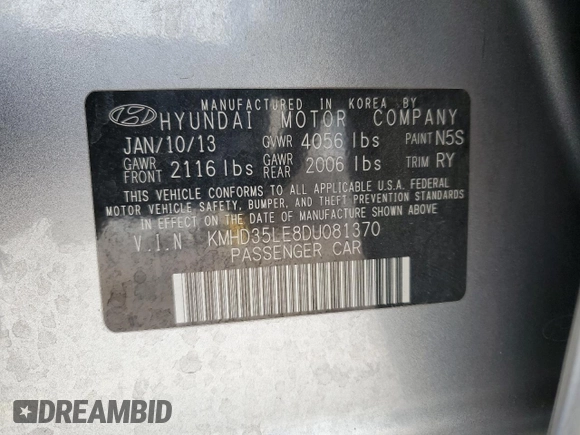 MANUFACTURED IN KOREA BY
HYUNDAI MOTOR COMPANY
JAN/10/13 GVWR 4056 lbs PAINT N5S
GAWR FRONT 2116 lbs GAWR REAR 2006 lbs TRIM RY
THIS VEHICLE CONFORMS TO ALL APPLICABLE U.S.A. FEDERAL
MOTOR VEHICLE SAFETY, BUMPER, AND THEFT PREVENTION
STANDARDS IN EFFECT ON THE DATE OF MANUFACTURE SHOWN
ABOVE.
V.I.N KMHD35LE8DU081370
PASSENGER CAR
DREAMBID